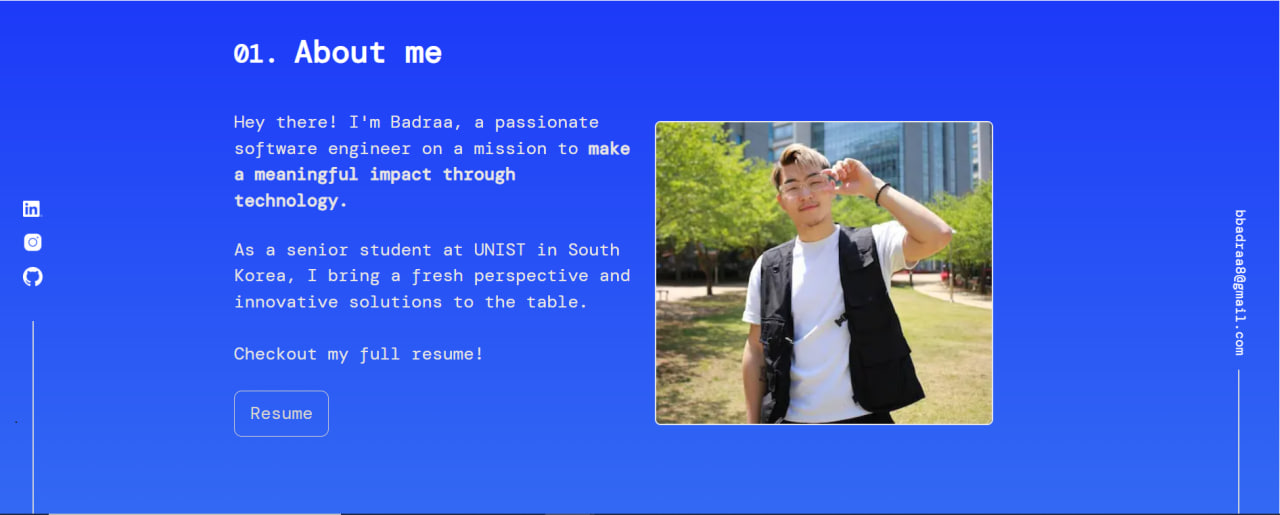 01. About me
Hey there! I'm Badraa, a passionate
software engineer on a mission to make
a meaningful impact through
technology.
As a senior student at UNIST in South
Korea, I bring a fresh perspective and
innovative solutions to the table.
Checkout my full resume!
Resume
in
bbadraa8@gmail.com